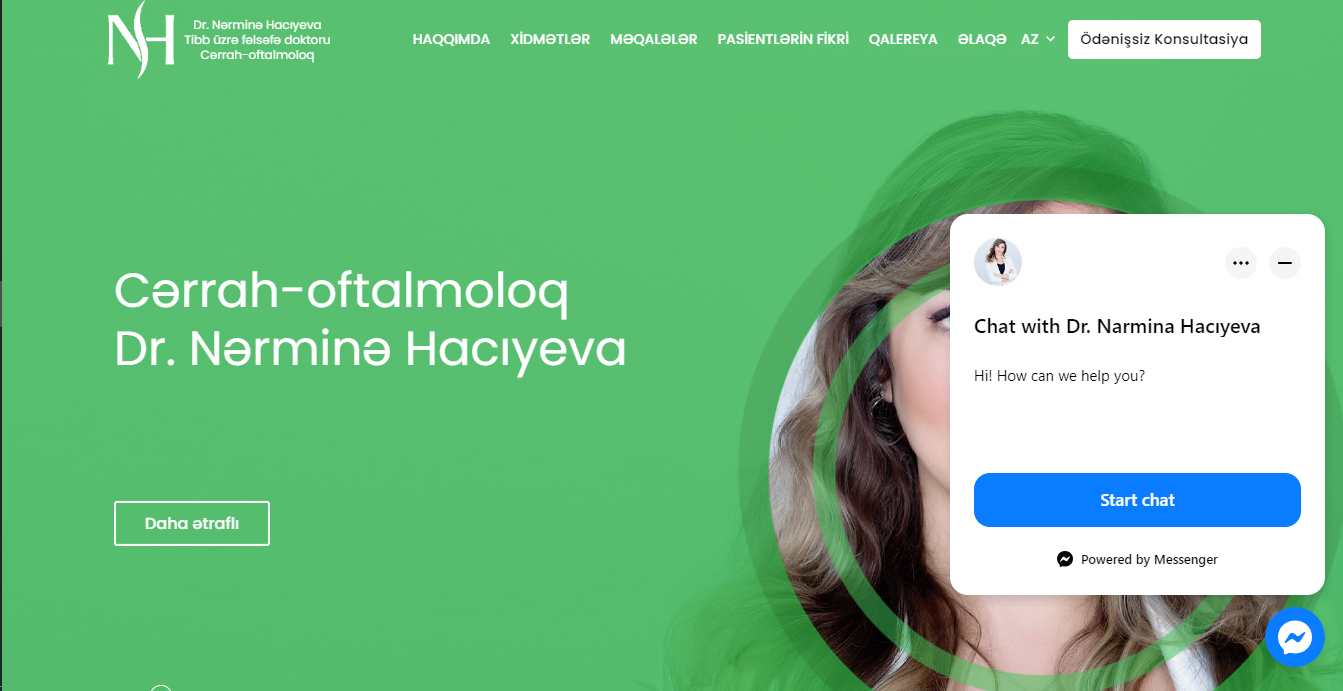 NH
Dr. Nərminə Hacıyeva
Tibb üzrə fəlsəfə doktoru
Cərrah-oftalmoloq
HAQQIMDA XİDMƏTLƏR MƏQALƏLƏR PASİENTLƏRİN FİKRİ QALEREYA ƏLAQƏ AZ Ödənişsiz Konsultasiya
Cərrah-oftalmoloq
Dr. Nərminə Hacıyeva
Daha ətraflı
Chat with Dr. Narmina Hacıyeva
Hi! How can we help you?
Start chat
Powered by Messenger